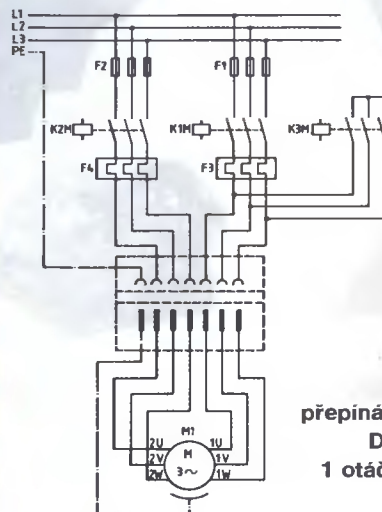 L1
L2
L3
PE
F2
F1
K2M
K1M
K3M
F4
F3
M1
2U
1U
M
2V
1V
3~
2W
1W
přepíná
D
1 otáč